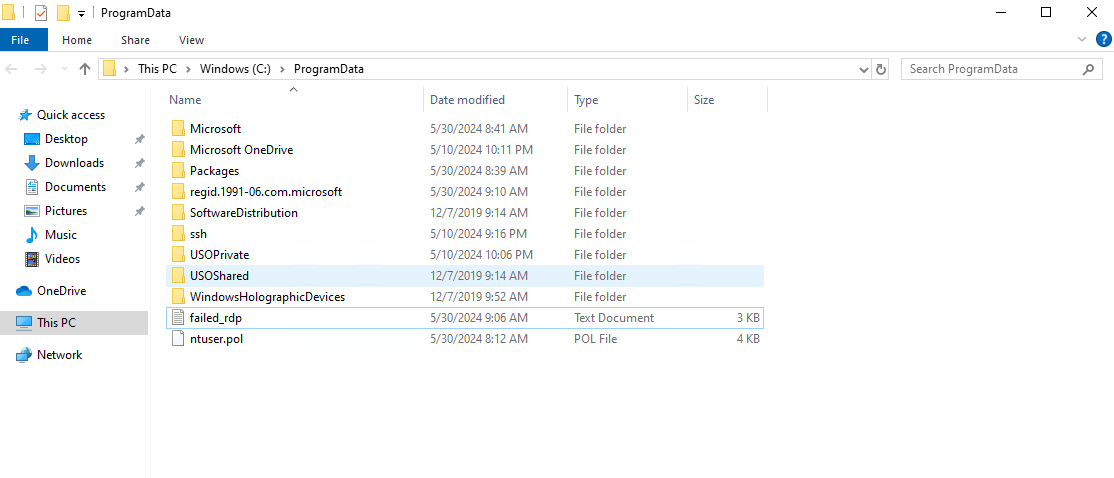 ProgramData
File Home Share View
This PC Windows (C:) ProgramData Search ProgramData
Name Date modified Type Size
Quick access
Desktop
Downloads
Documents
Pictures
Music
Videos
OneDrive
This PC
Network
Microsoft 5/30/2024 8:41 AM File folder
Microsoft OneDrive 5/10/2024 10:11 PM File folder
Packages 5/30/2024 8:39 AM File folder
regid.1991-06.com.microsoft 5/30/2024 9:10 AM File folder
SoftwareDistribution 12/7/2019 9:14 AM File folder
ssh 5/10/2024 9:16 PM File folder
USOPrivate 5/10/2024 10:06 PM File folder
USOShared 12/7/2019 9:14 AM File folder
WindowsHolographicDevices 12/7/2019 9:52 AM File folder
failed_rdp 5/30/2024 9:06 AM Text Document 3 KB
ntuser.pol 5/30/2024 8:12 AM POL File 4 KB